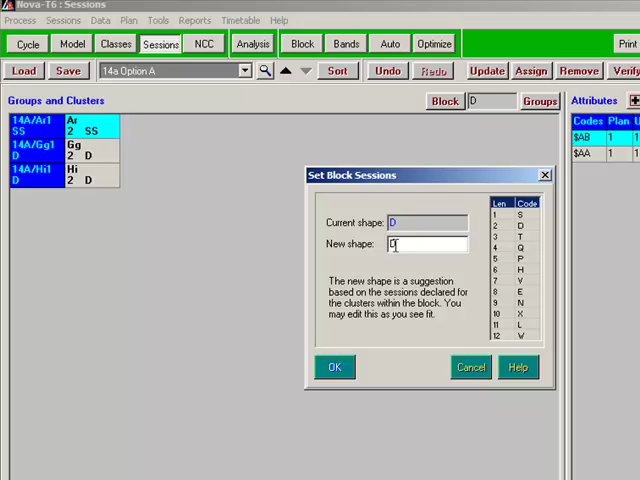 Nova-T6 : Sessions
Process Sessions Data Plan Tools Reports Timetable Help
Cycle Model Classes Sessions NCC Analysis Block Bands Auto Optimize Print
Load Save 14a Option A Sort Undo Redo Update Assign Remove Verify
Groups and Clusters Block D Groups Attributes
14A/Ar1 Ar
SS 2 SS
14A/Gg1 Gg
D 2 D
14A/Hi1 Hi
D 2 D
Codes Plan U
$AB 1 1
$AA 1 1
Set Block Sessions
Current shape: D
New shape: D
The new shape is a suggestion
based on the sessions declared for
the clusters within the block. You
may edit this as you see fit.
Len Code
1 S
2 D
3 T
4 Q
5 P
6 H
7 V
8 E
9 N
10 X
11 L
12 W
OK Cancel Help